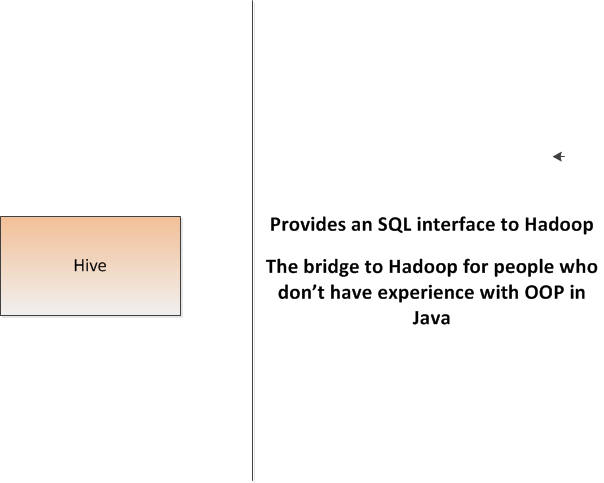 Hive
Provides an SQL interface to Hadoop
The bridge to Hadoop for people who
don’t have experience with OOP in
Java